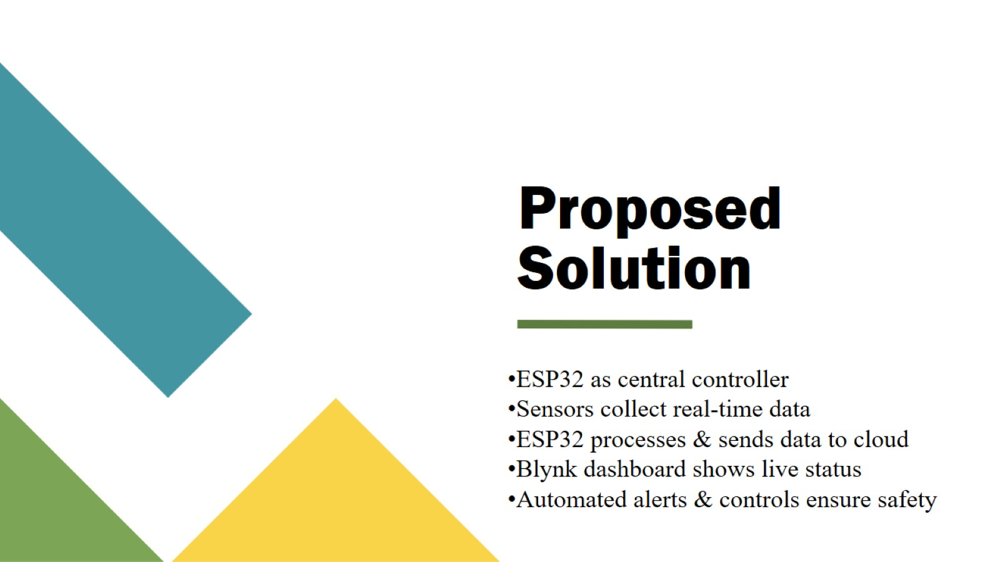 Proposed
Solution
•ESP32 as central controller
•Sensors collect real-time data
•ESP32 processes & sends data to cloud
•Blynk dashboard shows live status
•Automated alerts & controls ensure safety